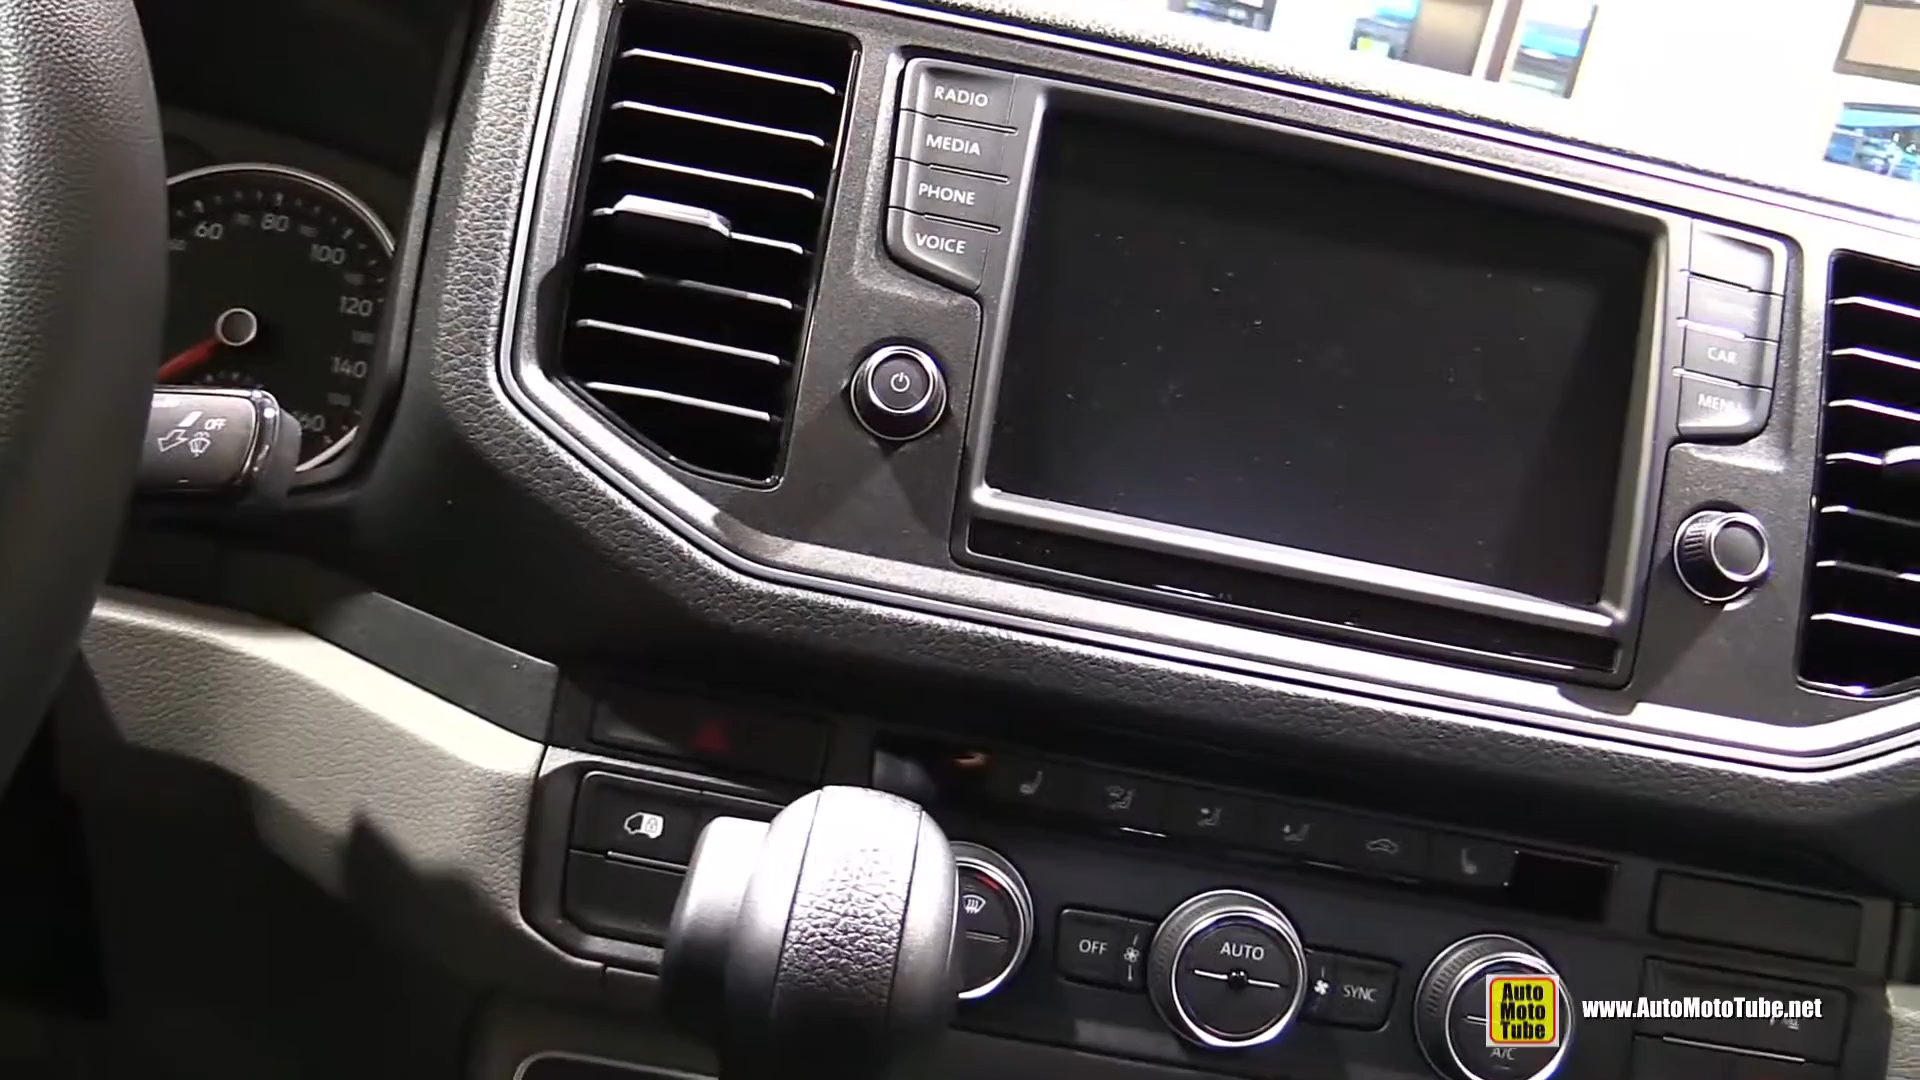 RADIO
MEDIA
PHONE
VOICE
CAR
MENU
60
80
100
120
140
OFF
OFF
AUTO
SYNC
A/C
Auto
Moto
Tube
www.AutoMotoTube.net